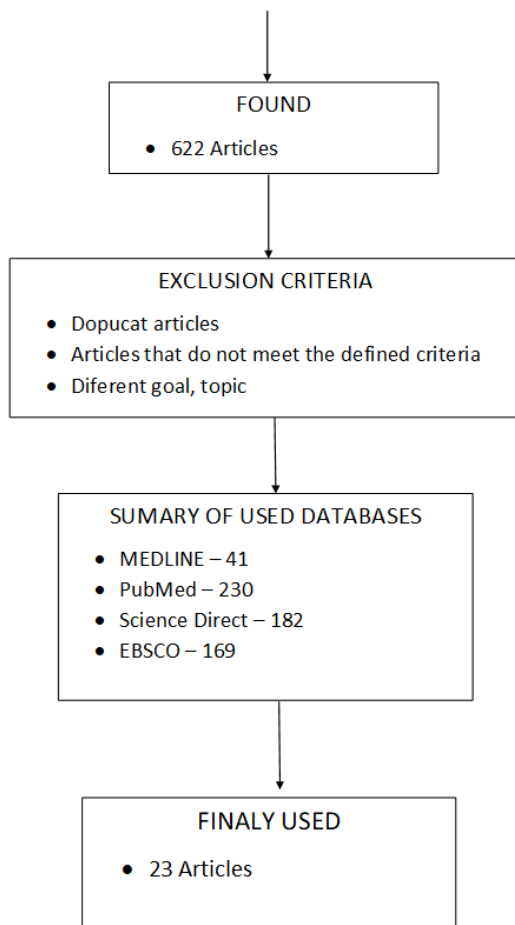 FOUND
• 622 Articles
EXCLUSION CRITERIA
• Dopucat articles
• Articles that do not meet the defined criteria
• Diferent goal, topic
SUMARY OF USED DATABASES
• MEDLINE – 41
• PubMed – 230
• Science Direct – 182
• EBSCO – 169
FINALY USED
• 23 Articles